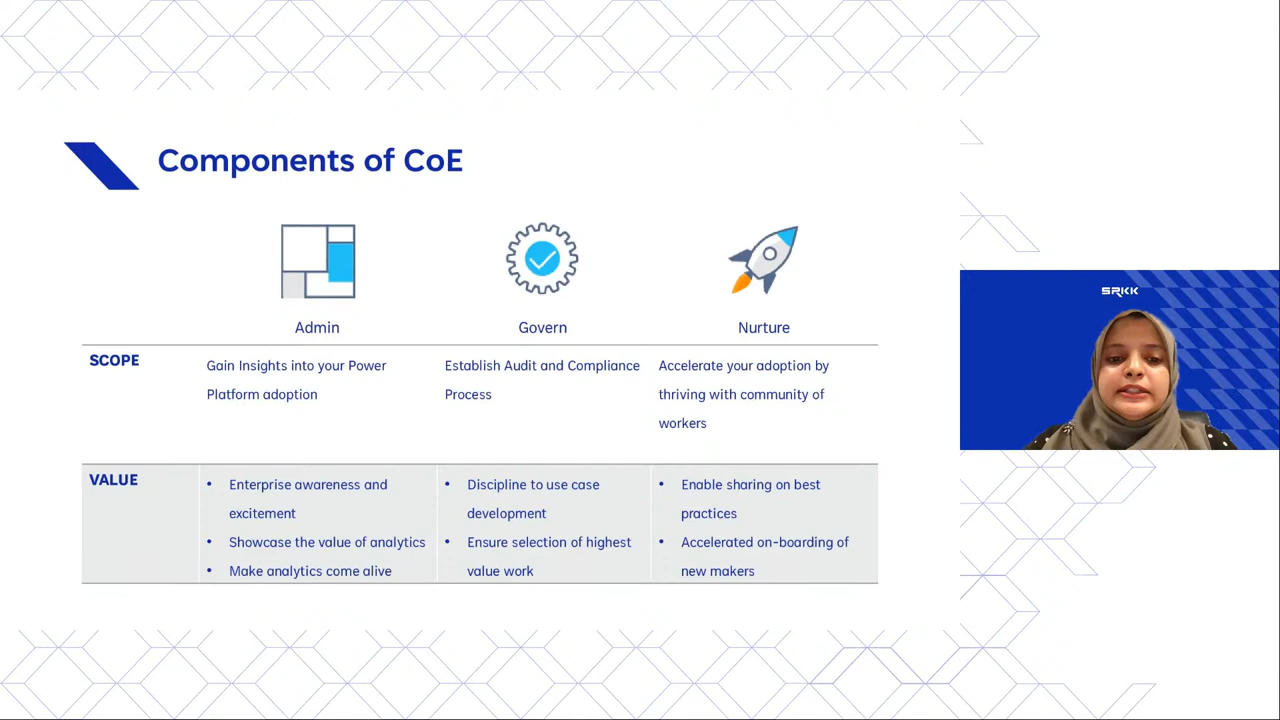 Components of CoE
Admin
Govern
Nurture
SCOPE
Gain Insights into your Power
Platform adoption
Establish Audit and Compliance
Process
Accelerate your adoption by
thriving with community of
workers
VALUE
• Enterprise awareness and
excitement
• Showcase the value of analytics
• Make analytics come alive
• Discipline to use case
development
• Ensure selection of highest
value work
• Enable sharing on best
practices
• Accelerated on-boarding of
new makers
SRKK